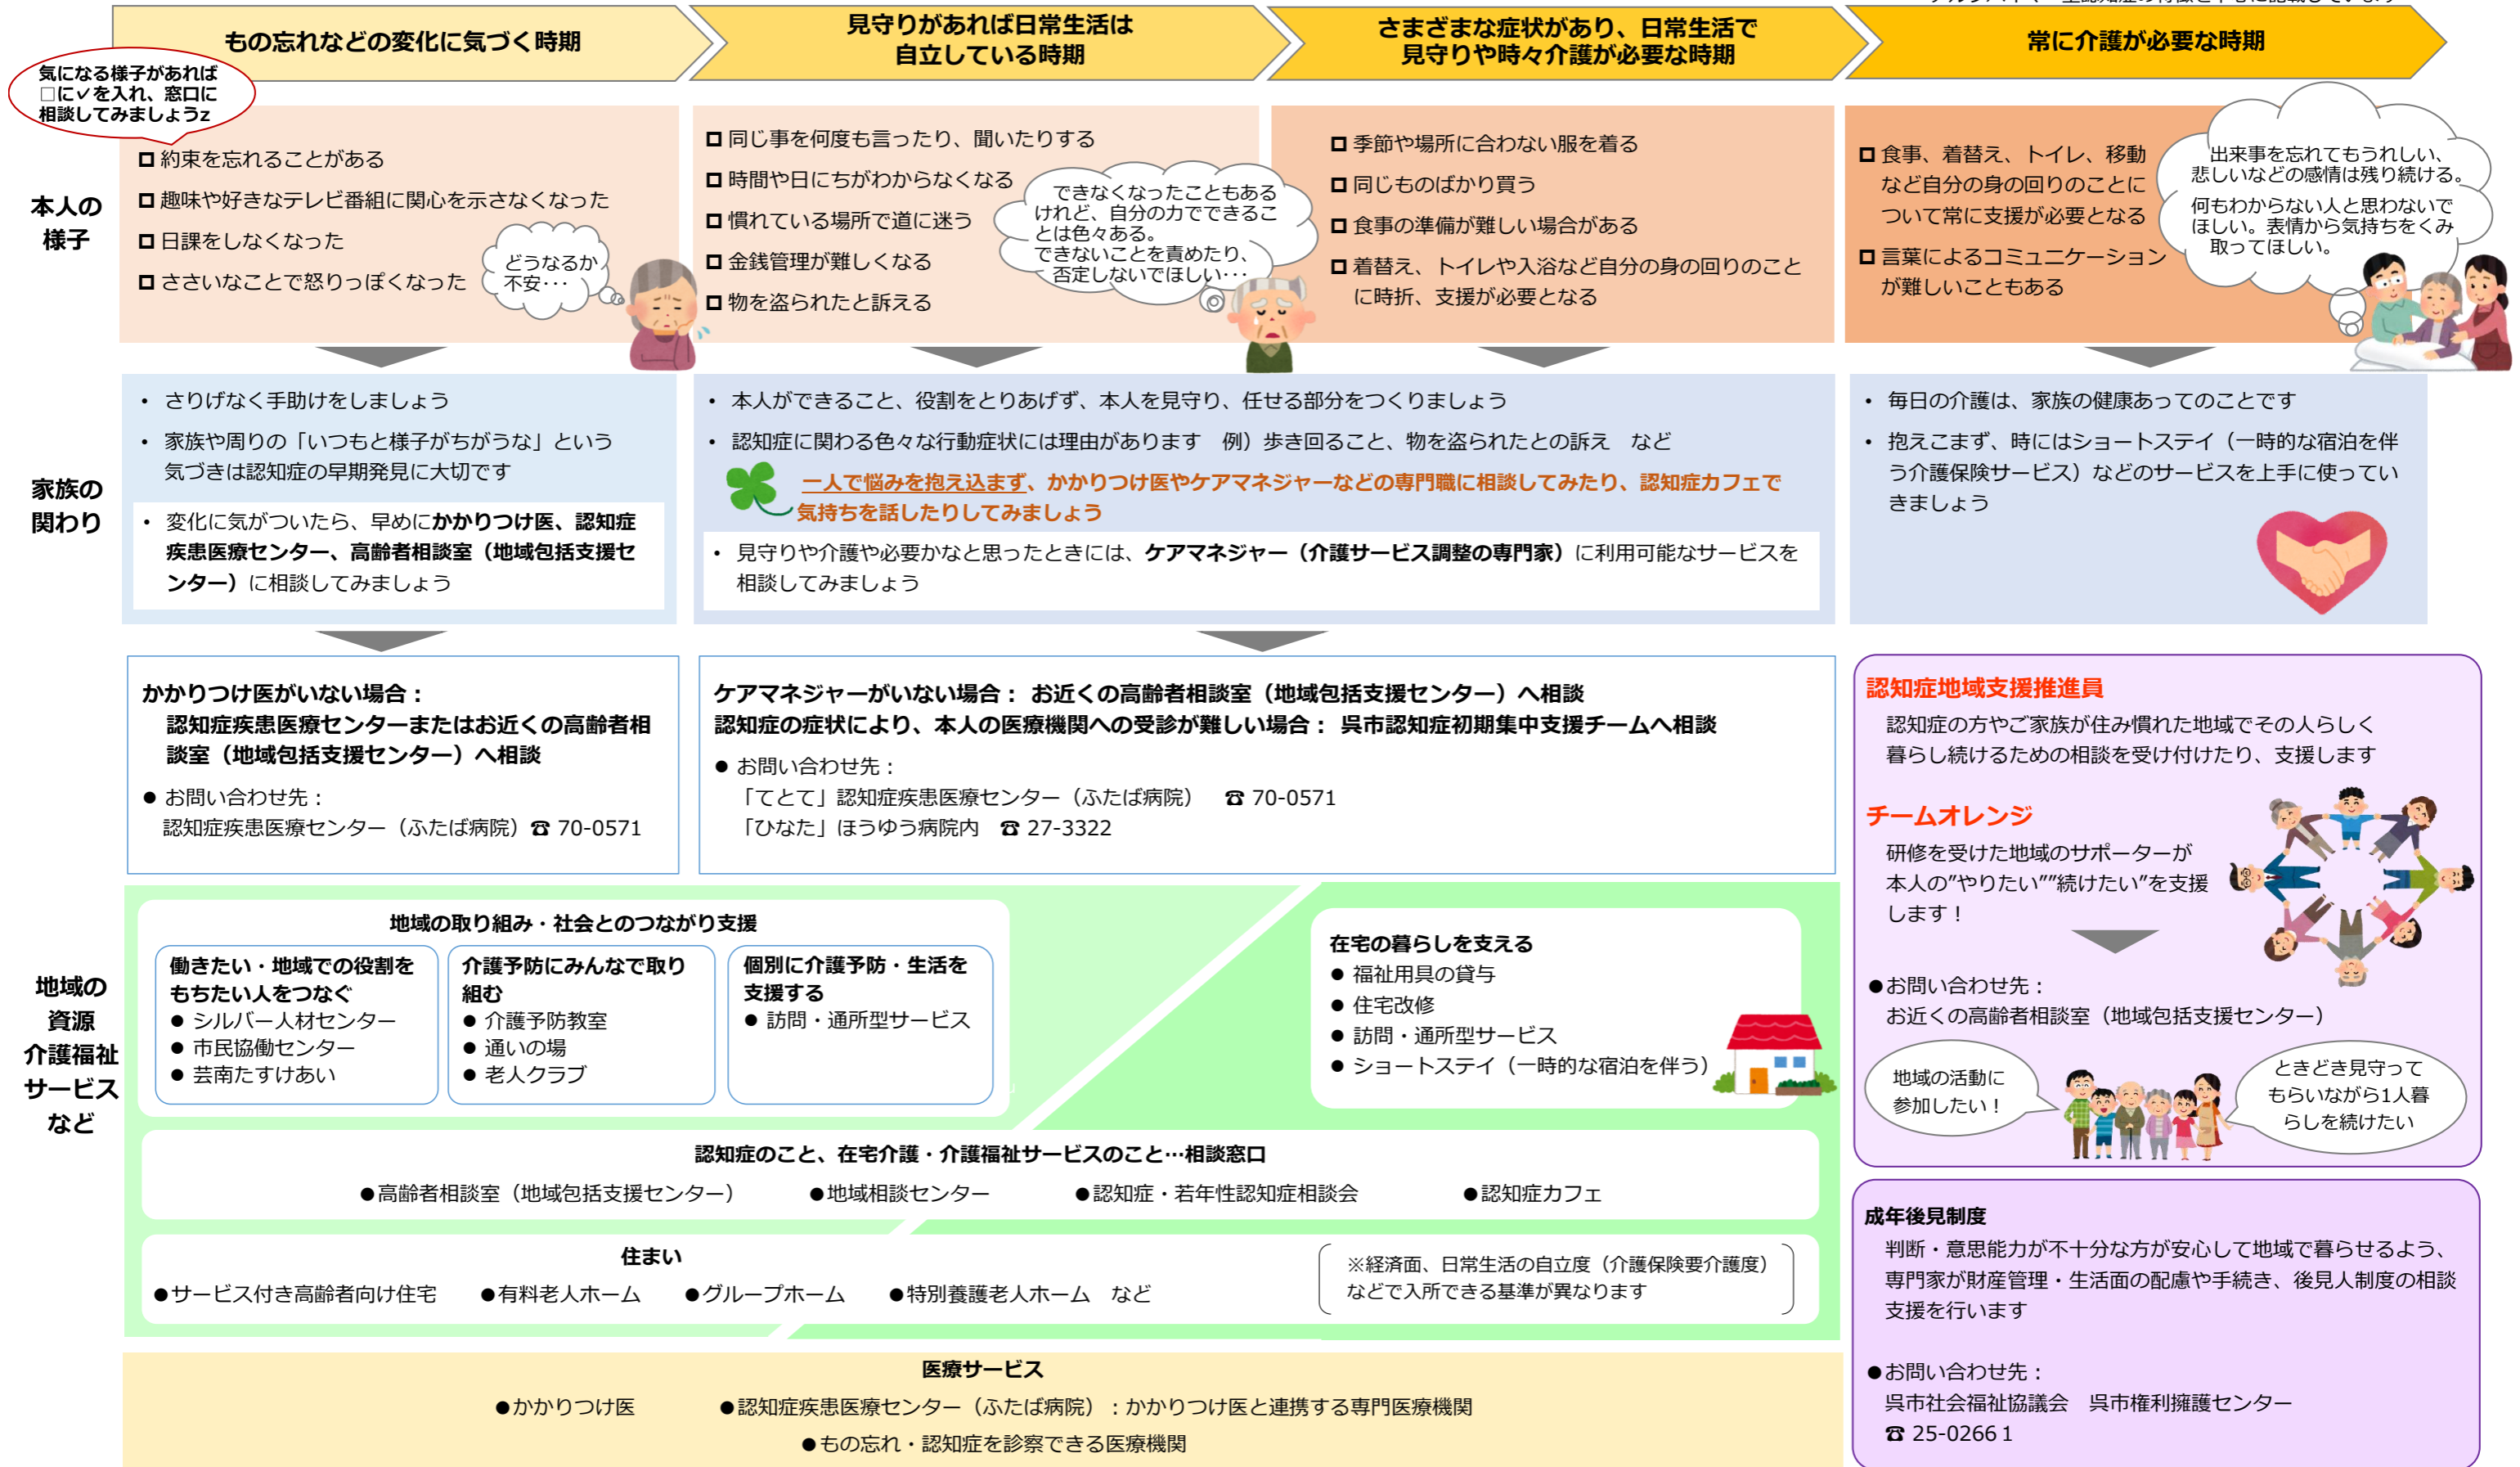 もの忘れなどの変化に気づく時期
見守りがあれば日常生活は
自立している時期
さまざまな症状があり、日常生活で
見守りや時々介護が必要な時期
常に介護が必要な時期
気になる様子があれば
□に✓を入れ、窓口に
相談してみましょうz
本人の
様子
約束を忘れることがある
趣味や好きなテレビ番組に関心を示さなくなった
日課をしなくなった
ささいなことで怒りっぽくなった
どうなるか
不安･･･
同じ事を何度も言ったり、聞いたりする
時間や日にちがわからなくなる
慣れている場所で道に迷う
金銭管理が難しくなる
物を盗られたと訴える
できなくなったこともある
けれど、自分の力でできるこ
とは色々ある。
できないことを責めたり、
否定しないでほしい･･･
季節や場所に合わない服を着る
同じものばかり買う
食事の準備が難しい場合がある
着替え、トイレや入浴など自分の身の回りのこと
に時折、支援が必要となる
食事、着替え、トイレ、移動
など自分の身の回りのことに
ついて常に支援が必要となる
言葉によるコミュニケーション
が難しいこともある
出来事を忘れてもうれしい、
悲しいなどの感情は残り続ける。
何もわからない人と思わないで
ほしい。表情から気持ちをくみ
取ってほしい。
家族の
関わり
・ さりげなく手助けをしましょう
・ 家族や周りの「いつもと様子がちがうな」という
気づきは認知症の早期発見に大切です
・ 変化に気がついたら、早めにかかりつけ医、認知症
疾患医療センター、高齢者相談室（地域包括支援セ
ンター）に相談してみましょう
・ 本人ができること、役割をとりあげず、本人を見守り、任せる部分をつくりましょう
・ 認知症に関わる色々な行動症状には理由があります　例）歩き回ること、物を盗られたとの訴え　など
一人で悩みを抱え込まず、かかりつけ医やケアマネジャーなどの専門職に相談してみたり、認知症カフェで
気持ちを話したりしてみましょう
・ 見守りや介護や必要かなと思ったときには、ケアマネジャー（介護サービス調整の専門家）に利用可能なサービスを
相談してみましょう
・ 毎日の介護は、家族の健康あってのことです
・ 抱えこまず、時にはショートステイ（一時的な宿泊を伴
う介護保険サービス）などのサービスを上手に使ってい
きましょう
かかりつけ医がいない場合：
認知症疾患医療センターまたはお近くの高齢者相
談室（地域包括支援センター）へ相談
● お問い合わせ先：
認知症疾患医療センター（ふたば病院）☎ 70-0571
ケアマネジャーがいない場合： お近くの高齢者相談室（地域包括支援センター）へ相談
認知症の症状により、本人の医療機関への受診が難しい場合： 呉市認知症初期集中支援チームへ相談
● お問い合わせ先：
「てとて」認知症疾患医療センター（ふたば病院）　☎ 70-0571
「ひなた」ほうゆう病院内　☎ 27-3322
認知症地域支援推進員
認知症の方やご家族が住み慣れた地域でその人らしく
暮らし続けるための相談を受け付けたり、支援します
チームオレンジ
研修を受けた地域のサポーターが
本人の”やりたい””続けたい”を支援
します！
●お問い合わせ先：
お近くの高齢者相談室（地域包括支援センター）
地域の活動に
参加したい！
ときどき見守って
もらいながら1人暮
らしを続けたい
地域の
資源
介護福祉
サービス
など
地域の取り組み・社会とのつながり支援
働きたい・地域での役割を
もちたい人をつなぐ
● シルバー人材センター
● 市民協働センター
● 芸南たすけあい
介護予防にみんなで取り
組む
● 介護予防教室
● 通いの場
● 老人クラブ
個別に介護予防・生活を
支援する
● 訪問・通所型サービス
在宅の暮らしを支える
● 福祉用具の貸与
● 住宅改修
● 訪問・通所型サービス
● ショートステイ（一時的な宿泊を伴う）
認知症のこと、在宅介護・介護福祉サービスのこと…相談窓口
●高齢者相談室（地域包括支援センター）　●地域相談センター　●認知症・若年性認知症相談会　●認知症カフェ
住まい
●サービス付き高齢者向け住宅　●有料老人ホーム　●グループホーム　●特別養護老人ホーム　など
※経済面、日常生活の自立度（介護保険要介護度）
などで入所できる基準が異なります
成年後見制度
判断・意思能力が不十分な方が安心して地域で暮らせるよう、
専門家が財産管理・生活面の配慮や手続き、後見人制度の相談
支援を行います
●お問い合わせ先：
呉市社会福祉協議会　呉市権利擁護センター
☎ 25-0266１
医療サービス
●かかりつけ医　●認知症疾患医療センター（ふたば病院）：かかりつけ医と連携する専門医療機関
●もの忘れ・認知症を診察できる医療機関